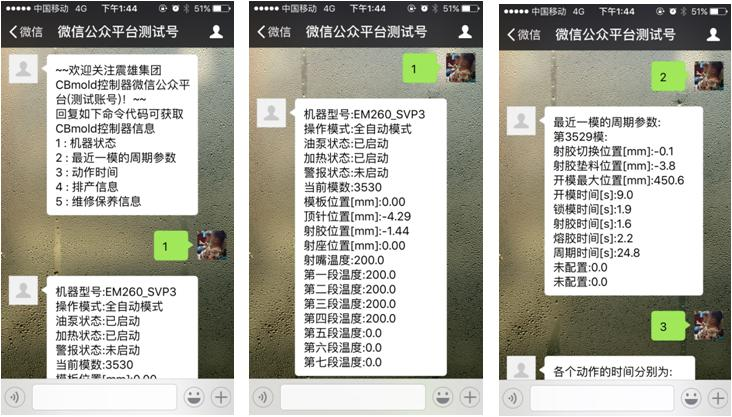 中国移动 4G 下午1:44 51%
微信 微信公众平台测试号
~~欢迎关注震雄集团
CBmold控制器微信公众平
台(测试账号)！~~
回复如下命令代码可获取
CBmold控制器信息
1 : 机器状态
2 : 最近一模的周期参数
3 : 动作时间
4 : 排产信息
5 : 维修保养信息
1
机器型号:EM260_SVP3
操作模式:全自动模式
油泵状态:已启动
加热状态:已启动
警报状态:未启动
当前模数:3530
模板位置[mm]:0.00
中国移动 4G 下午1:44 51%
微信 微信公众平台测试号
1
机器型号:EM260_SVP3
操作模式:全自动模式
油泵状态:已启动
加热状态:已启动
警报状态:未启动
当前模数:3530
模板位置[mm]:0.00
顶针位置[mm]:-4.29
射胶位置[mm]:-1.44
射座位置[mm]:0.00
射嘴温度:200.0
第一段温度:200.0
第二段温度:200.0
第三段温度:200.0
第四段温度:200.0
第五段温度:0.0
第六段温度:0.0
第七段温度:0.0
中国移动 4G 下午1:44 51%
微信 微信公众平台测试号
2
最近一模的周期参数:
第3529模:
射胶切换位置[mm]:-0.1
射胶垫料位置[mm]:-3.8
开模最大位置[mm]:450.6
开模时间[s]:9.0
锁模时间[s]:1.9
射胶时间[s]:1.6
熔胶时间[s]:2.2
周期时间[s]:24.8
未配置:0.0
未配置:0.0
3
各个动作的时间分别为: